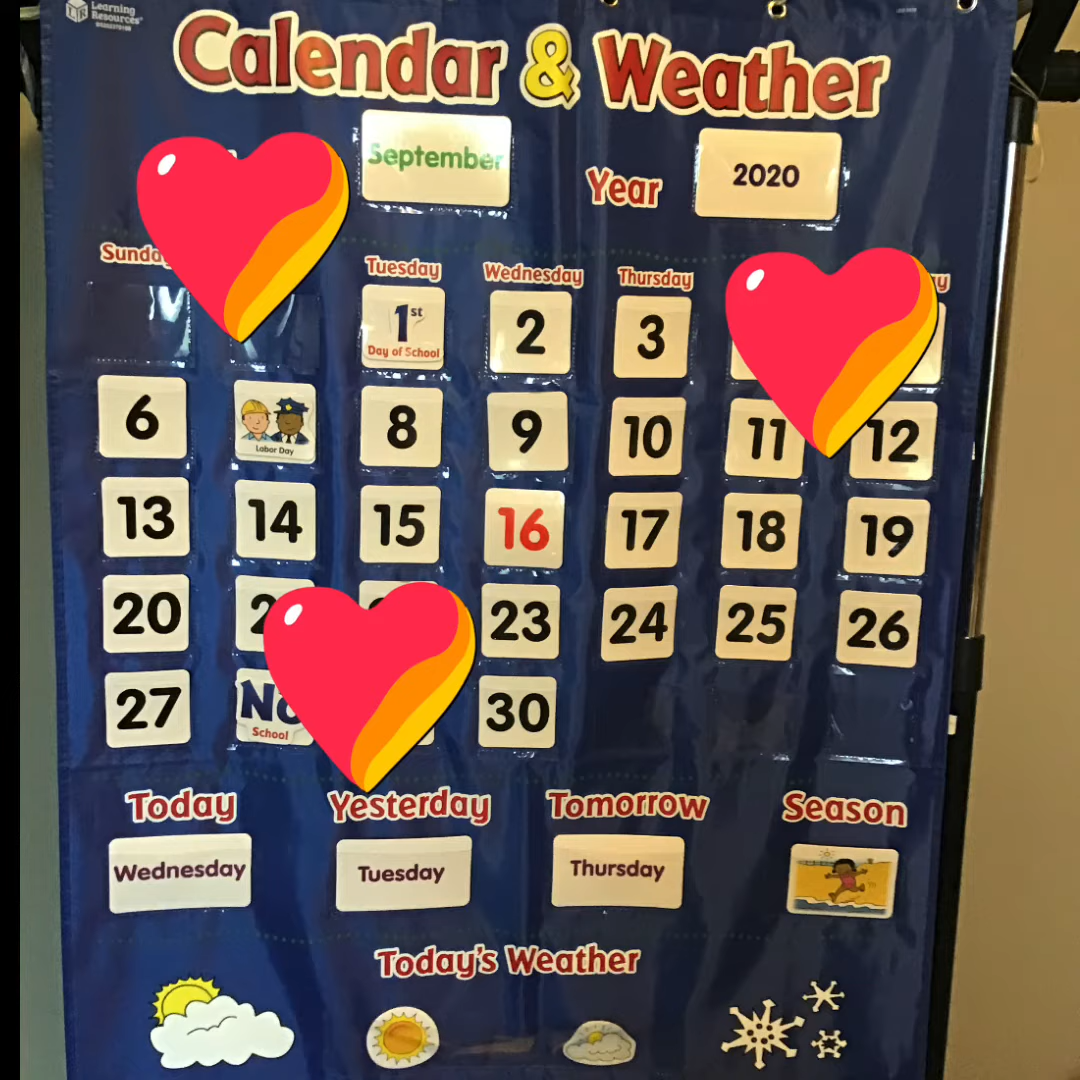 Learning
Resources
Calendar & Weather
September
Year
2020
Tuesday Wednesday Thursday
1st 2 3
Day of School
6 Labor Day 8 9 10 11 12
13 14 15 16 17 18 19
20 23 24 25 26
27 No 30
School
Today Yesterday Tomorrow Season
Wednesday Tuesday Thursday
Today's Weather